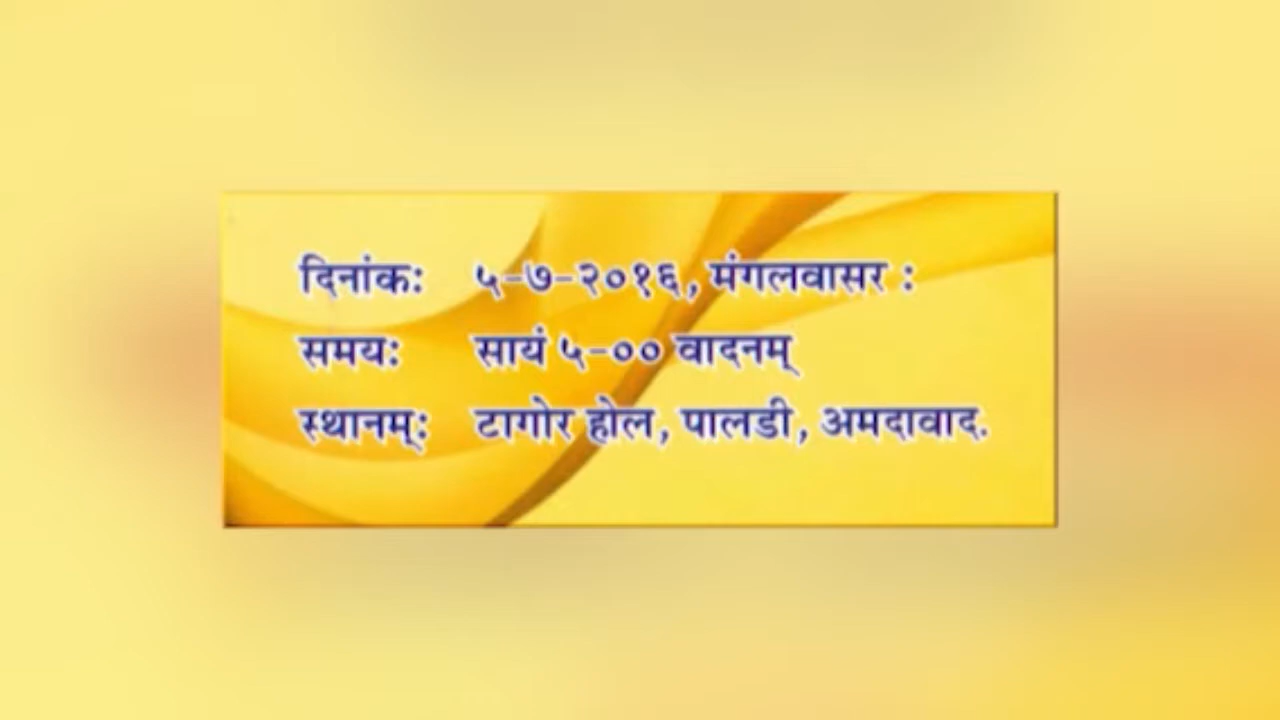 दिनांकः ५-७-२०१६, मंगलवासर :
समयः सायं ५-०० वादनम्
स्थानम्ः टागोर होल, पालडी, अमदावाद.